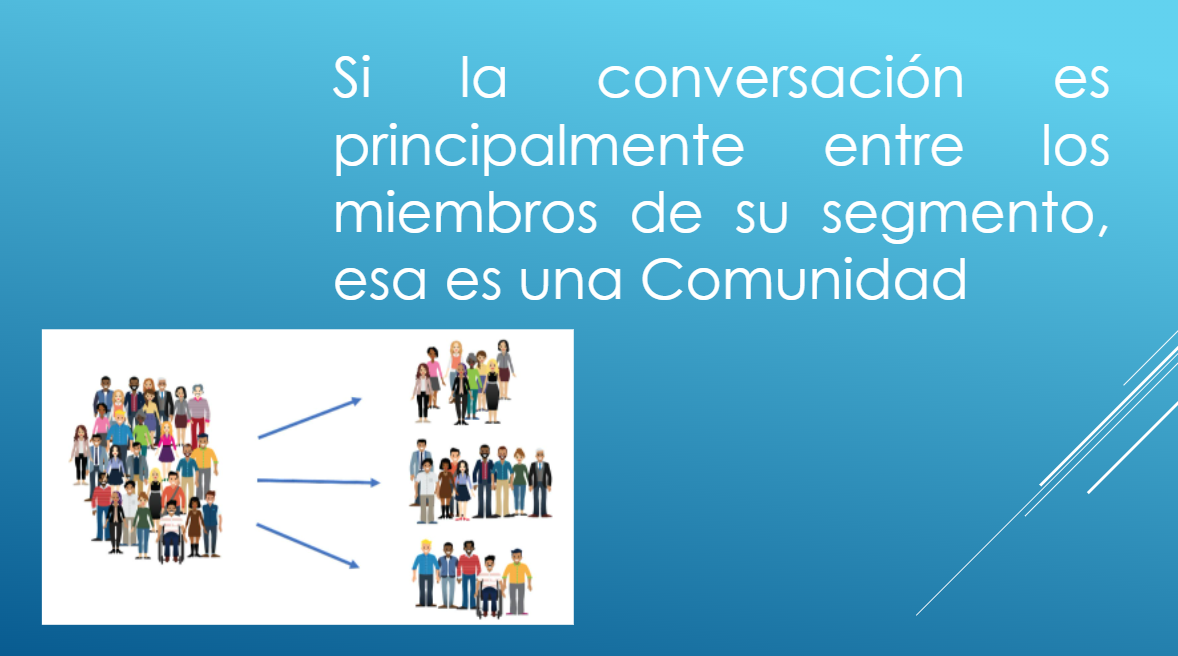 Si la conversación es
principalmente entre los
miembros de su segmento,
esa es una Comunidad